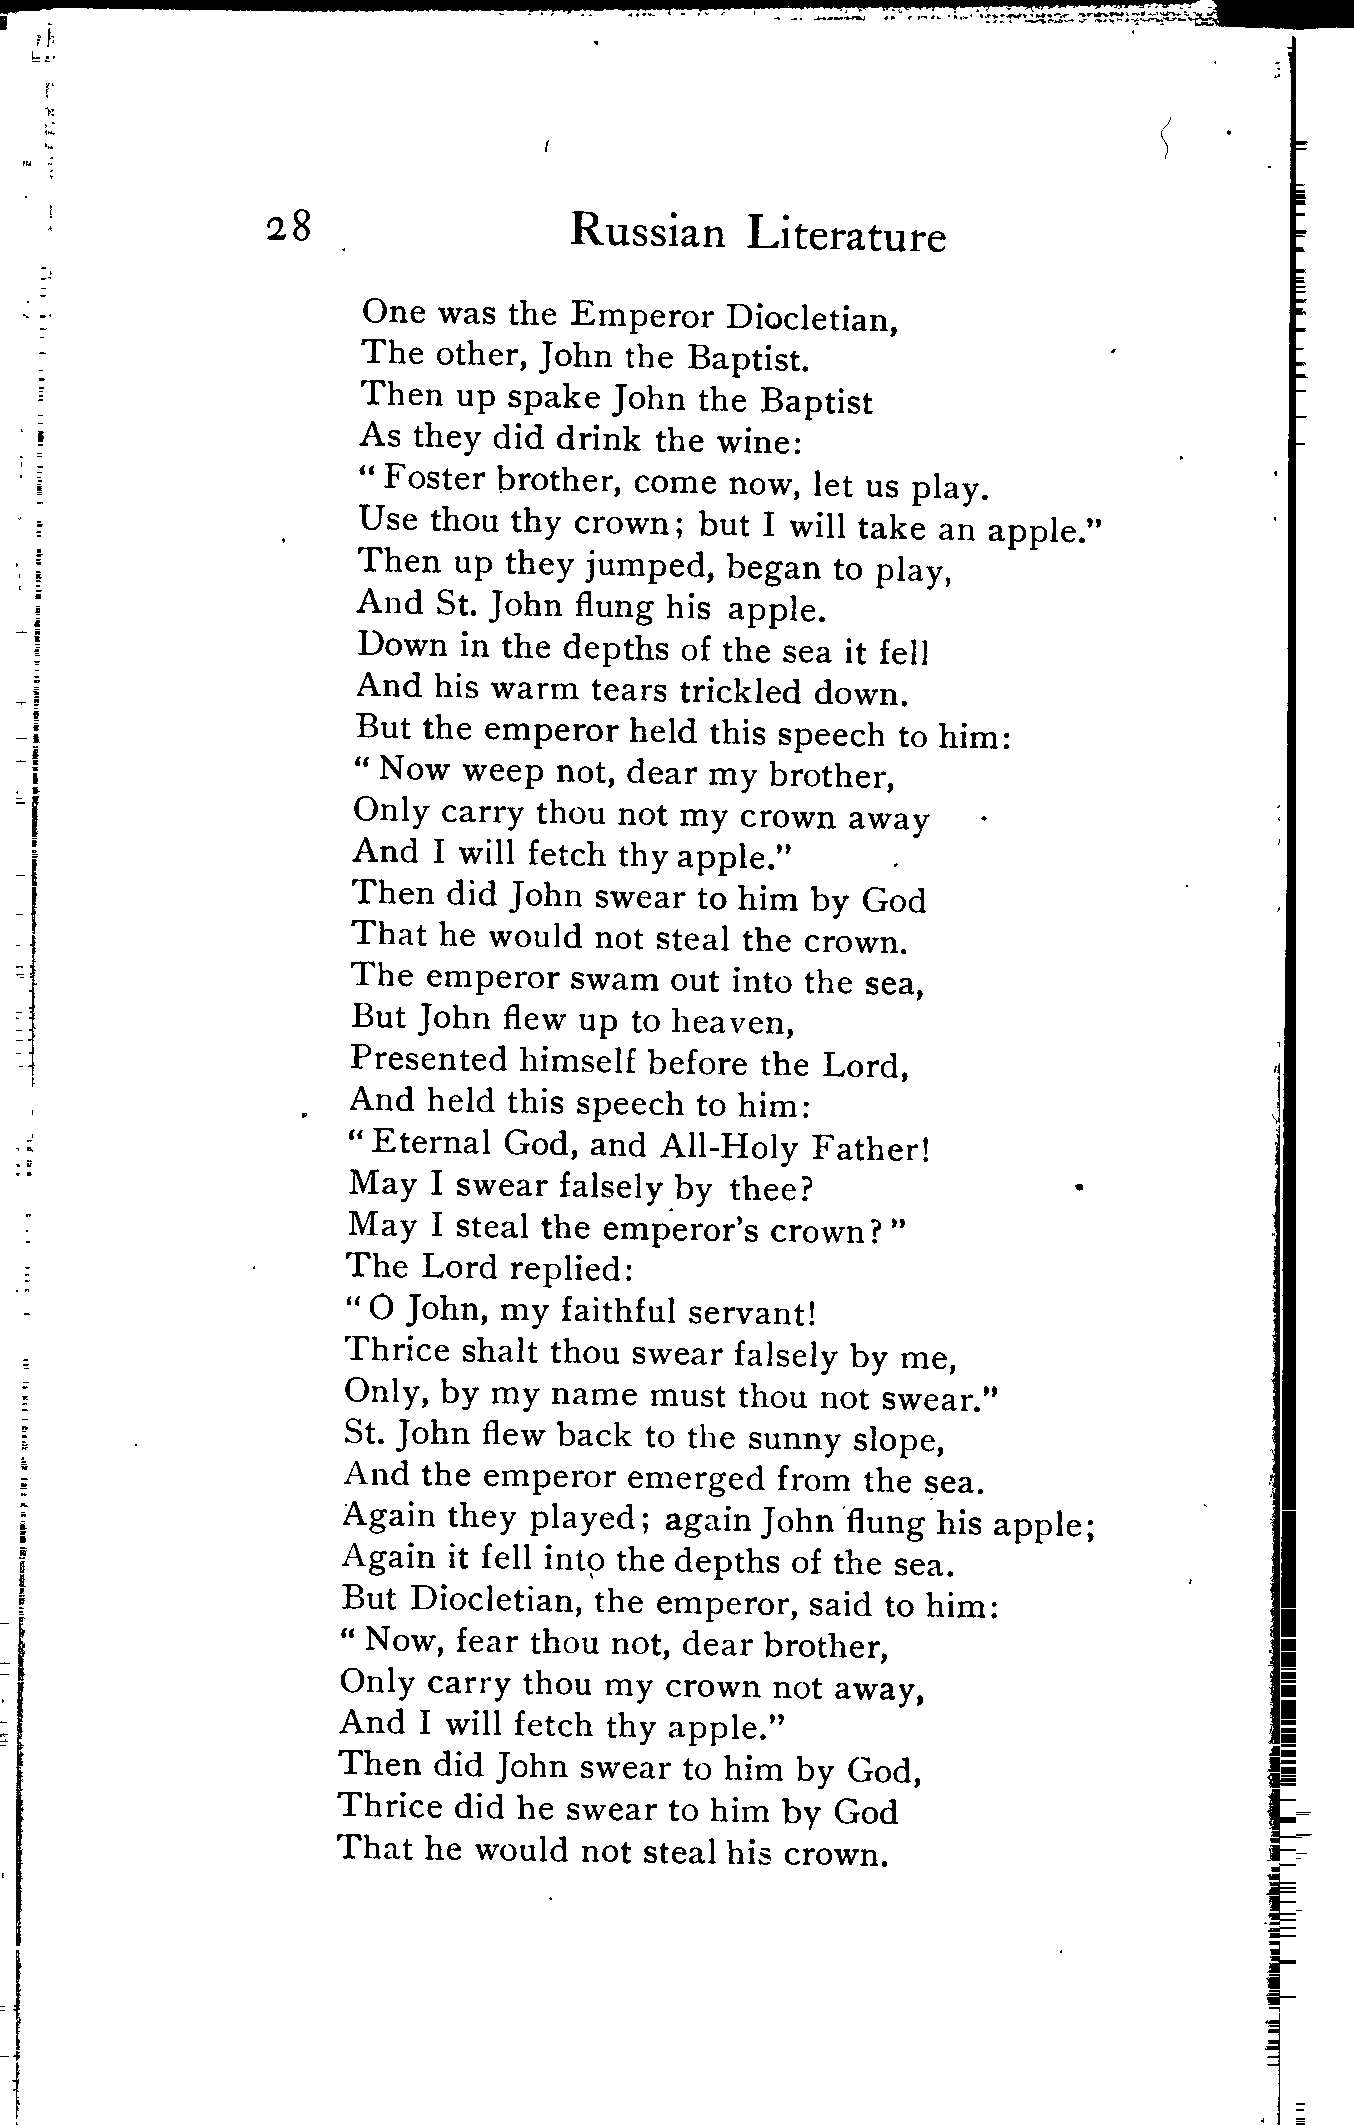 28 Russian Literature
One was the Emperor Diocletian,
The other, John the Baptist.
Then up spake John the Baptist
As they did drink the wine:
“Foster brother, come now, let us play.
Use thou thy crown; but I will take an apple.”
Then up they jumped, began to play,
And St. John flung his apple.
Down in the depths of the sea it fell
And his warm tears trickled down.
But the emperor held this speech to him:
“Now weep not, dear my brother,
Only carry thou not my crown away
And I will fetch thy apple.”
Then did John swear to him by God
That he would not steal the crown.
The emperor swam out into the sea,
But John flew up to heaven,
Presented himself before the Lord,
And held this speech to him:
“Eternal God, and All-Holy Father!
May I swear falsely by thee?
May I steal the emperor's crown?”
The Lord replied:
“O John, my faithful servant!
Thrice shalt thou swear falsely by me,
Only, by my name must thou not swear.”
St. John flew back to the sunny slope,
And the emperor emerged from the sea.
Again they played; again John flung his apple;
Again it fell into the depths of the sea.
But Diocletian, the emperor, said to him:
“Now, fear thou not, dear brother,
Only carry thou my crown not away,
And I will fetch thy apple.”
Then did John swear to him by God,
Thrice did he swear to him by God
That he would not steal his crown.